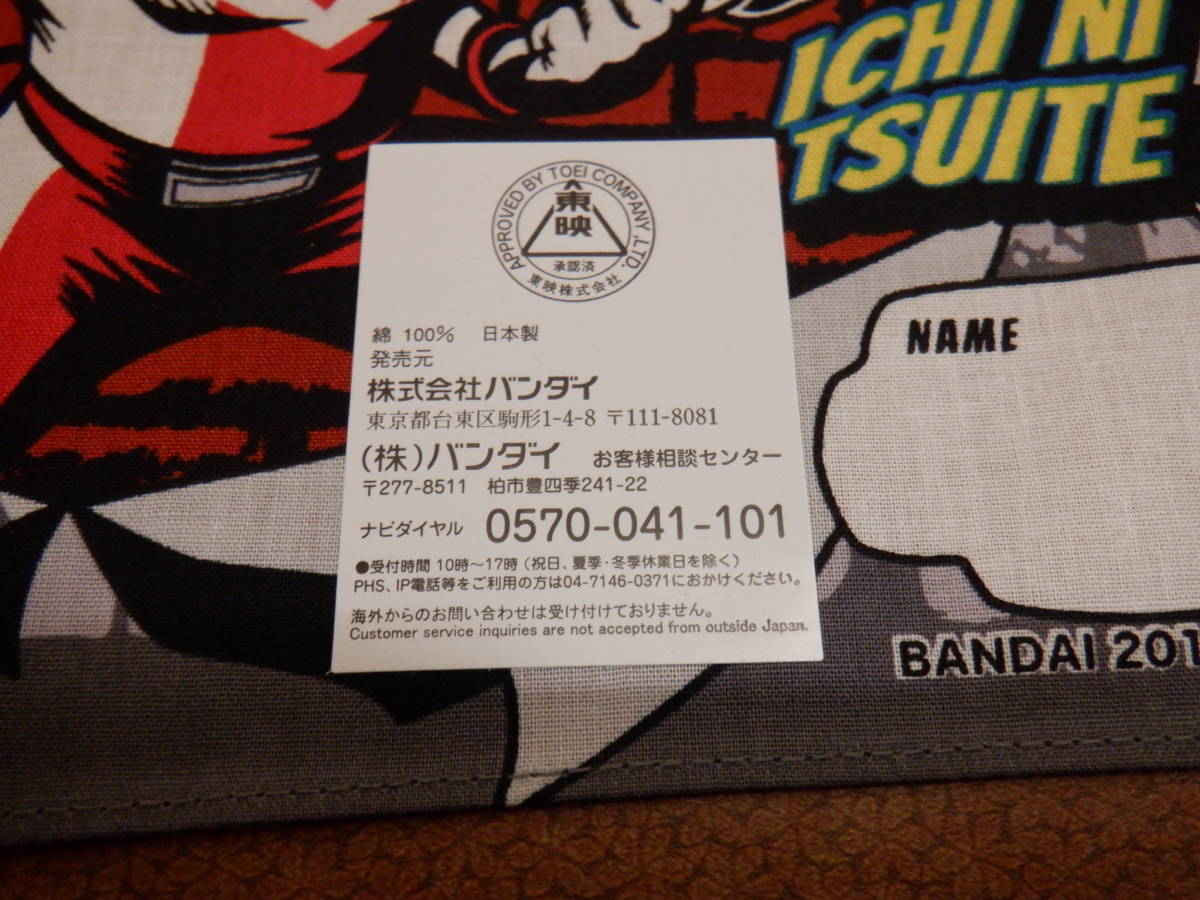 ICHI NI
TSUITE
APPROVED BY TOEI COMPANY, LTD.
東映
承認済
東映株式会社
綿 100% 日本製
発売元
株式会社バンダイ
東京都台東区駒形1-4-8 〒111-8081
(株)バンダイ お客様相談センター
〒277-8511 柏市豊四季241-22
ナビダイヤル 0570-041-101
●受付時間 10時～17時 (祝日、夏季・冬季休業日を除く)
PHS、IP電話等をご利用の方は04-7146-0371におかけください。
海外からのお問い合わせは受け付けておりません。
Customer service inquiries are not accepted from outside Japan.
NAME
BANDAI 201